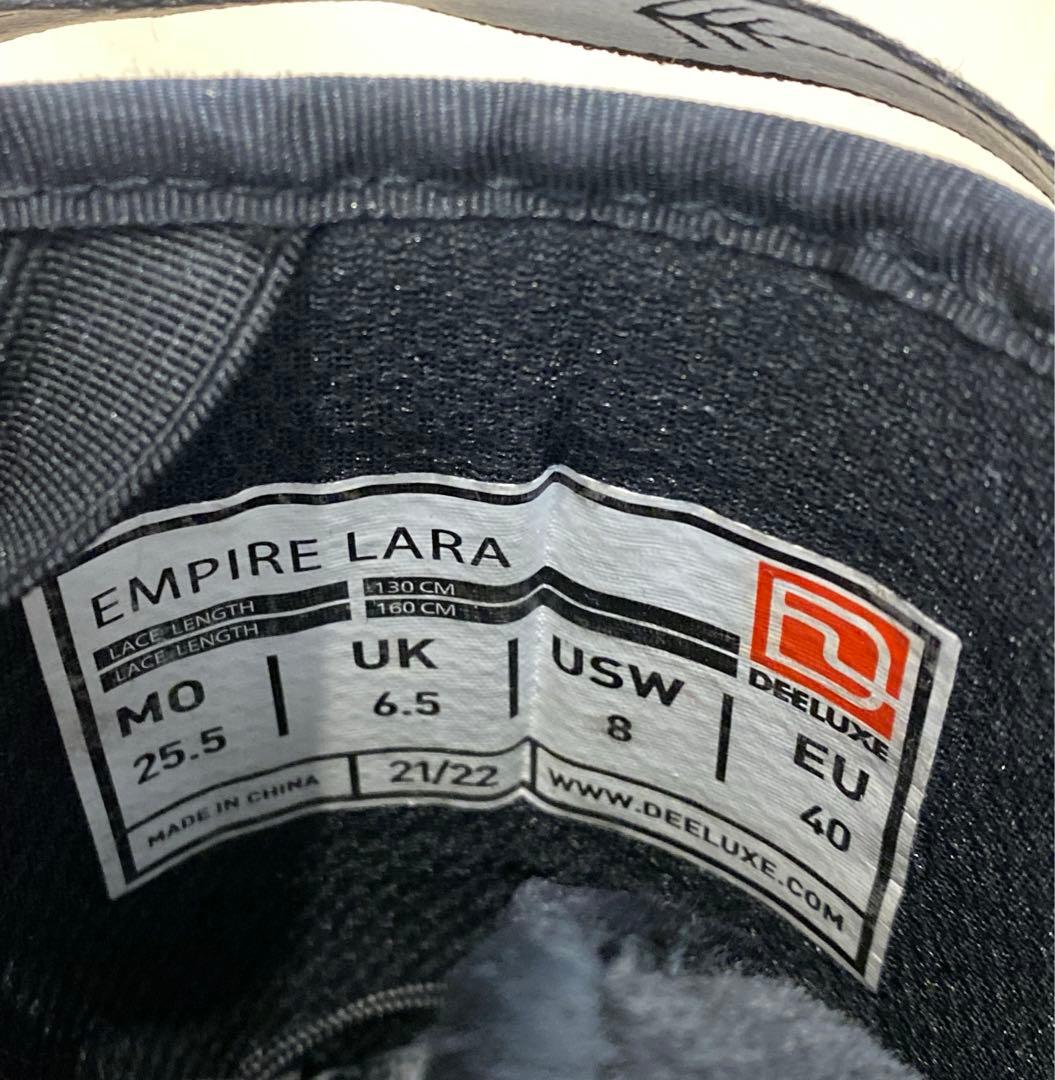 EMPIRE LARA
LACE LENGTH 130 CM
LACE LENGTH 160 CM
DEELUXE
MO | UK | USW | EU
25.5 6.5 8 40
MADE IN CHINA 21/22 WWW.DEELUXE.COM